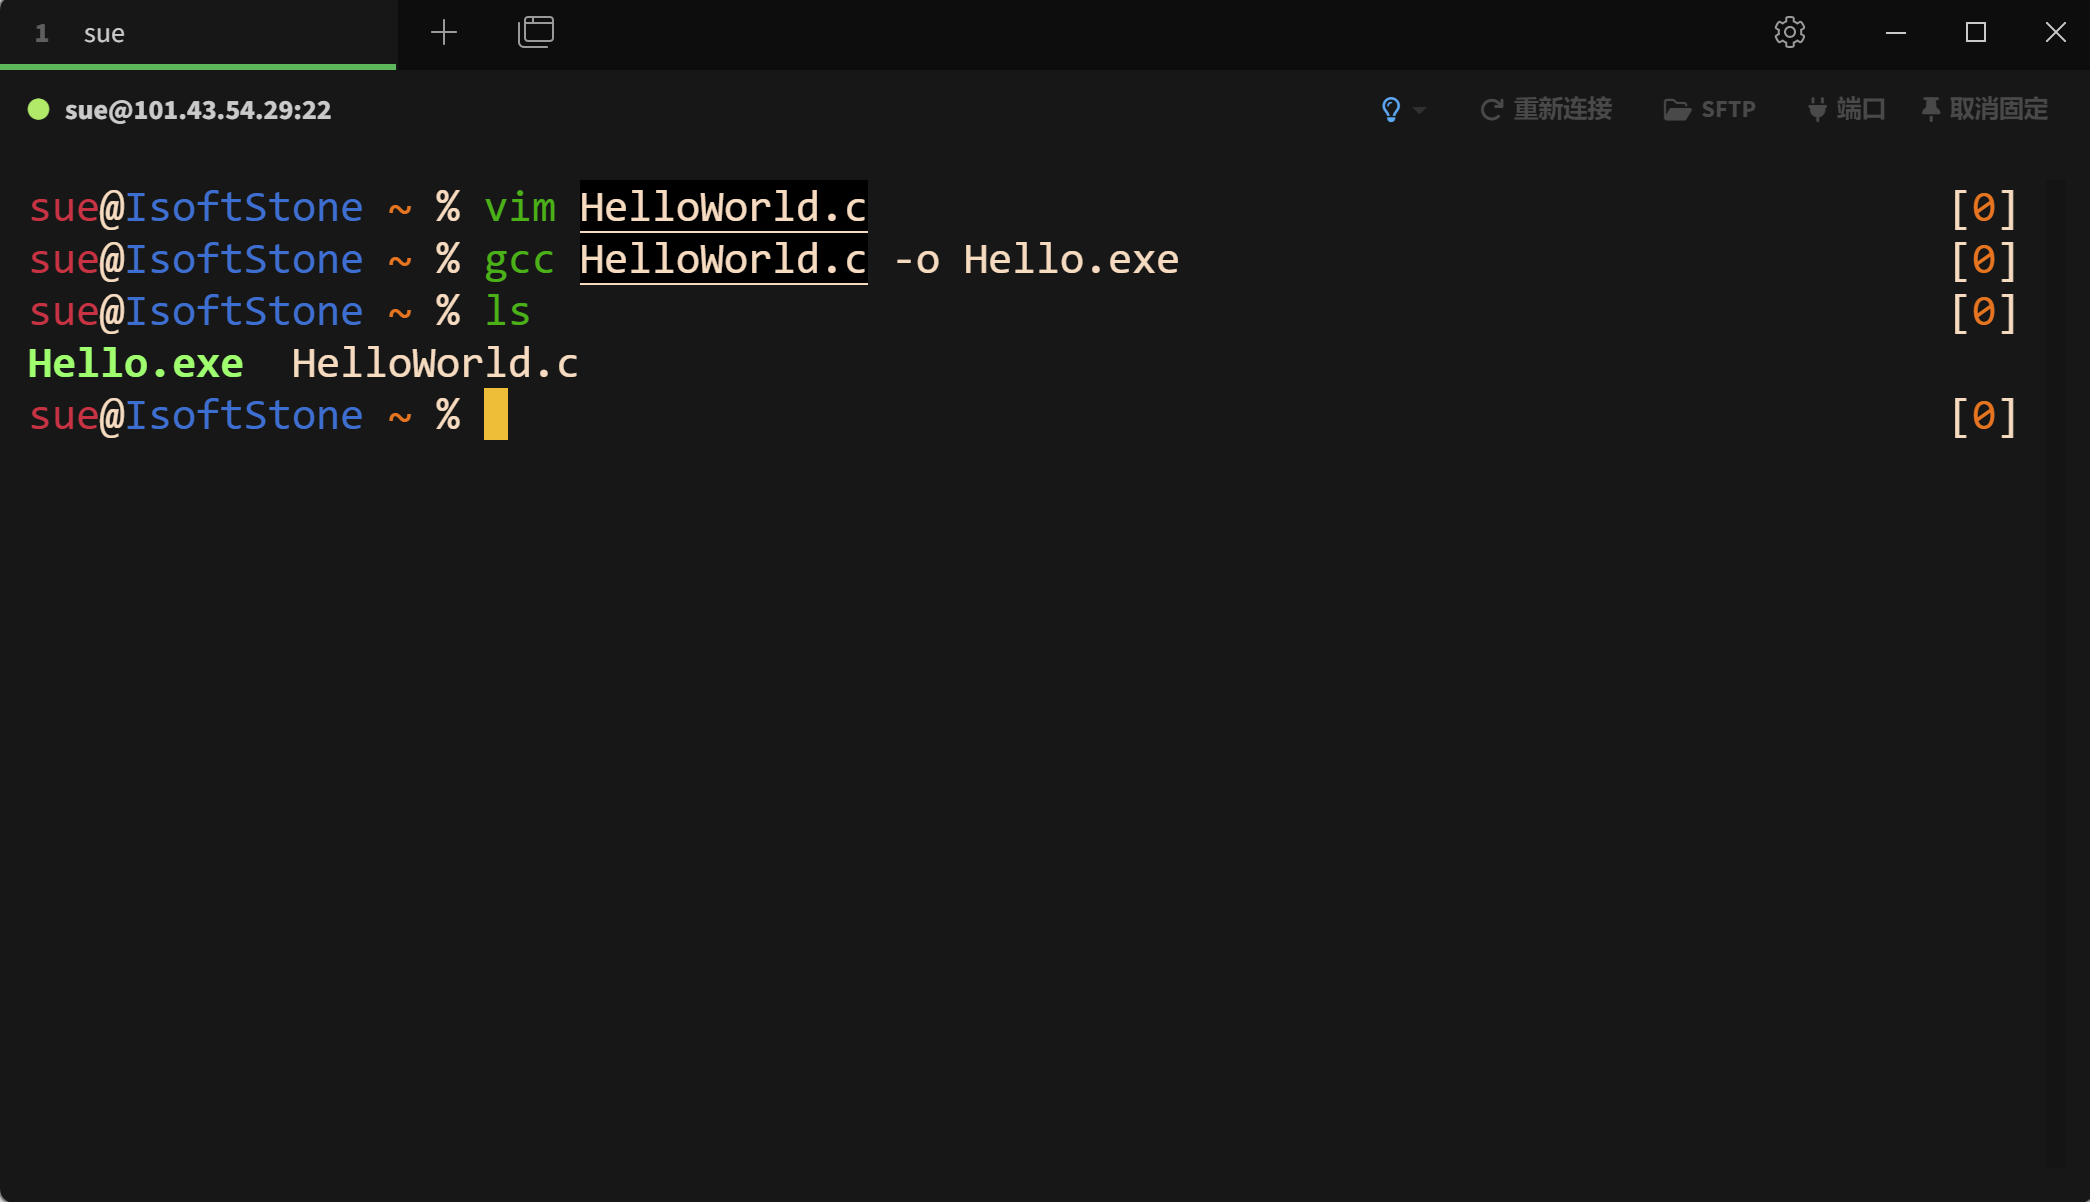 1 sue
sue@101.43.54.29:22 重新连接 SFTP 端口 取消固定
sue@IsoftStone ~ % vim HelloWorld.c [0]
sue@IsoftStone ~ % gcc HelloWorld.c -o Hello.exe [0]
sue@IsoftStone ~ % ls [0]
Hello.exe HelloWorld.c
sue@IsoftStone ~ % [0]